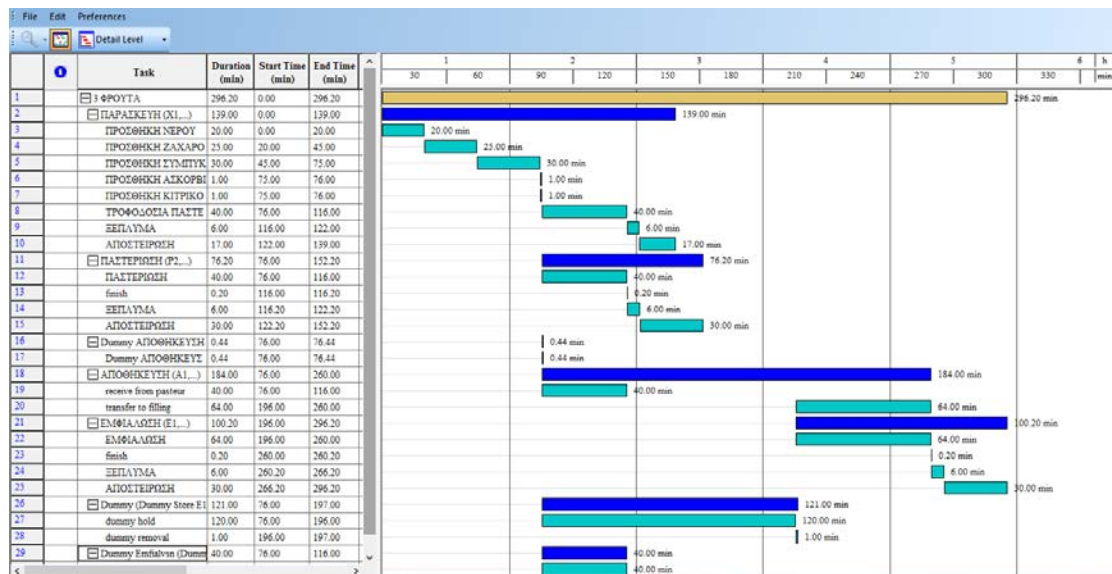 File Edit Preferences
Detail Level
Task Duration (min) Start Time (min) End Time (min)
1 2 3 4 5 6 h
30 60 90 120 150 180 210 240 270 300 330 min
1 3 ΦΡΟΥΤΑ 296.20 0.00 296.20 296.20 min
2 ΠΑΡΑΣΚΕΥΗ (X1,...) 139.00 0.00 139.00 139.00 min
3 ΠΡΟΣΘΗΚΗ ΝΕΡΟΥ 20.00 0.00 20.00 20.00 min
4 ΠΡΟΣΘΗΚΗ ΖΑΧΑΡΟ 25.00 20.00 45.00 25.00 min
5 ΠΡΟΣΘΗΚΗ ΣΥΜΠΥΚ 30.00 45.00 75.00 30.00 min
6 ΠΡΟΣΘΗΚΗ ΑΣΚΟΡΒΙ 1.00 75.00 76.00 1.00 min
7 ΠΡΟΣΘΗΚΗ ΚΙΤΡΙΚΟ 1.00 75.00 76.00 1.00 min
8 ΤΡΟΦΟΔΟΣΙΑ ΠΑΣΤΕ 40.00 76.00 116.00 40.00 min
9 ΞΕΠΛΥΜΑ 6.00 116.00 122.00 6.00 min
10 ΑΠΟΣΤΕΙΡΩΣΗ 17.00 122.00 139.00 17.00 min
11 ΠΑΣΤΕΡΙΩΣΗ (P2,...) 76.20 76.00 152.20 76.20 min
12 ΠΑΣΤΕΡΙΩΣΗ 40.00 76.00 116.00 40.00 min
13 finish 0.20 116.00 116.20 0.20 min
14 ΞΕΠΛΥΜΑ 6.00 116.20 122.20 6.00 min
15 ΑΠΟΣΤΕΙΡΩΣΗ 30.00 122.20 152.20 30.00 min
16 Dummy ΑΠΟΘΗΚΕΥΣΗ 0.44 76.00 76.44 0.44 min
17 Dummy ΑΠΟΘΗΚΕΥΣ 0.44 76.00 76.44 0.44 min
18 ΑΠΟΘΗΚΕΥΣΗ (A1,...) 184.00 76.00 260.00 184.00 min
19 receive from pasteur 40.00 76.00 116.00 40.00 min
20 transfer to filling 64.00 196.00 260.00 64.00 min
21 ΕΜΦΙΑΛΩΣΗ (E1,...) 100.20 196.00 296.20 100.20 min
22 ΕΜΦΙΑΛΩΣΗ 64.00 196.00 260.00 64.00 min
23 finish 0.20 260.00 260.20 0.20 min
24 ΞΕΠΛΥΜΑ 6.00 260.20 266.20 6.00 min
25 ΑΠΟΣΤΕΙΡΩΣΗ 30.00 266.20 296.20 30.00 min
26 Dummy (Dummy Store E1 121.00 76.00 197.00 121.00 min
27 dummy hold 120.00 76.00 196.00 120.00 min
28 dummy removal 1.00 196.00 197.00 1.00 min
29 Dummy Emfialvsn (Dumm 40.00 76.00 116.00 40.00 min
40.00 min